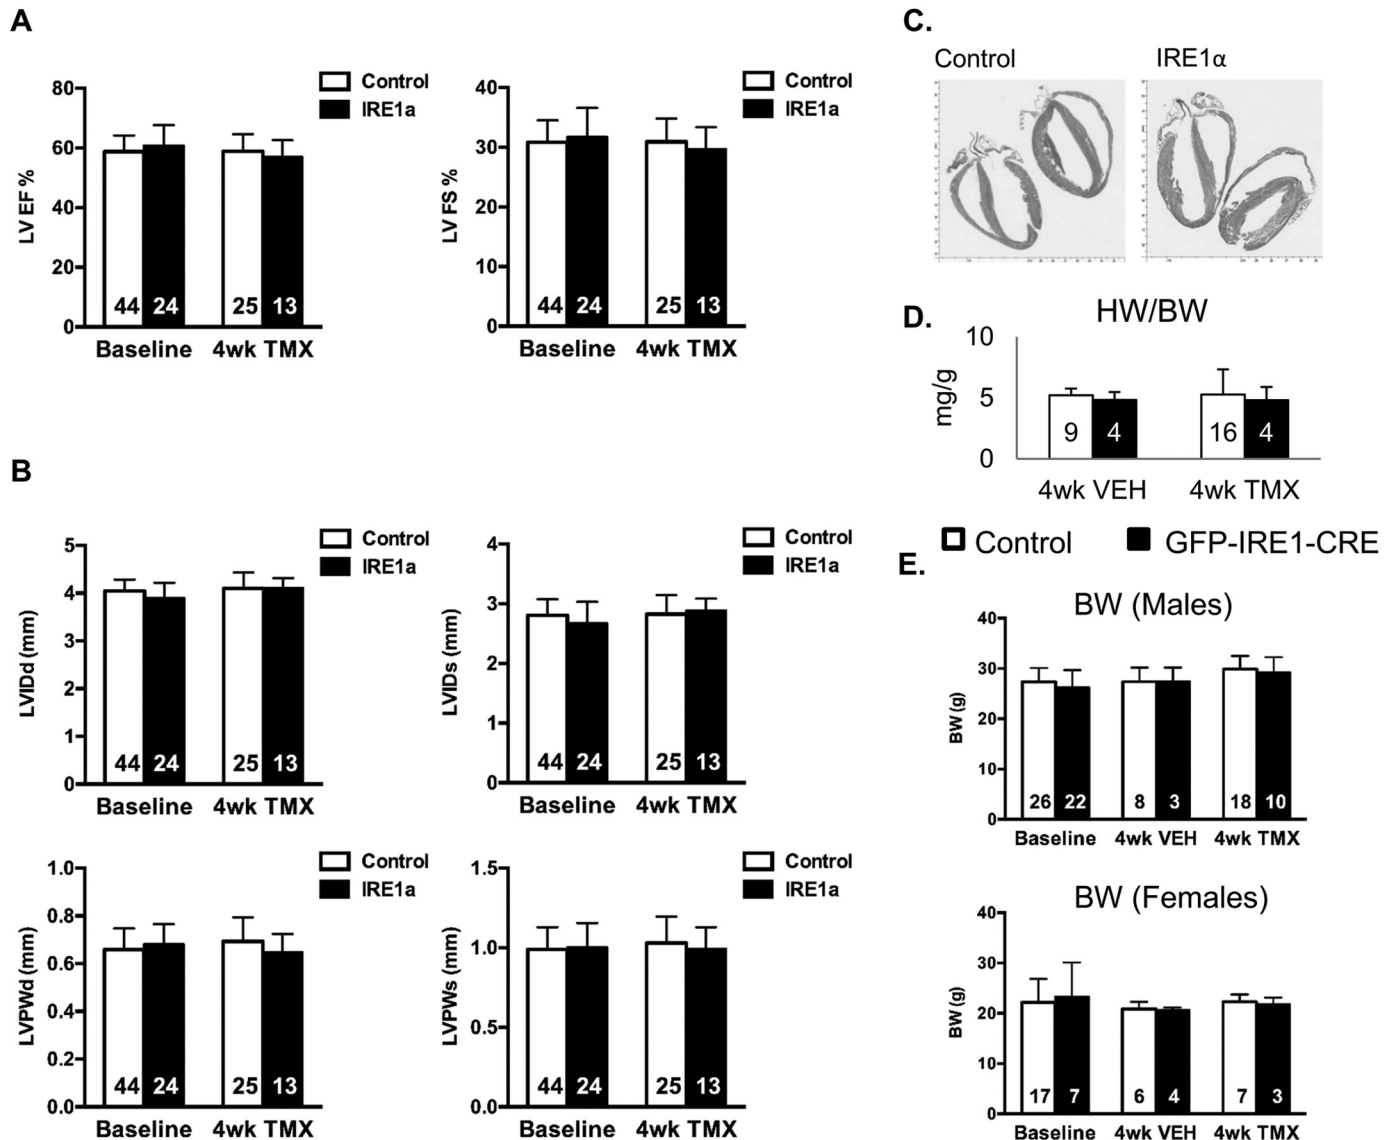 A
80
60
40
20
0
LV EF %
Control
IRE1a
44 24 25 13
Baseline 4wk TMX
40
30
20
10
0
LV FS %
Control
IRE1a
44 24 25 13
Baseline 4wk TMX
B
5
4
3
2
1
0
LVIDd (mm)
Control
IRE1a
44 24 25 13
Baseline 4wk TMX
4
3
2
1
0
LVIDs (mm)
Control
IRE1a
44 24 25 13
Baseline 4wk TMX
1.0
0.8
0.6
0.4
0.2
0.0
LVPWd (mm)
Control
IRE1a
44 24 25 13
Baseline 4wk TMX
1.5
1.0
0.5
0.0
LVPWs (mm)
Control
IRE1a
44 24 25 13
Baseline 4wk TMX
C.
Control IRE1α
D.
HW/BW
10
5
0
mg/g
9 4 16 4
4wk VEH 4wk TMX
Control GFP-IRE1-CRE
E.
BW (Males)
40
30
20
10
0
BW (g)
26 22 8 3 18 10
Baseline 4wk VEH 4wk TMX
BW (Females)
40
30
20
10
0
BW (g)
17 7 6 4 7 3
Baseline 4wk VEH 4wk TMX